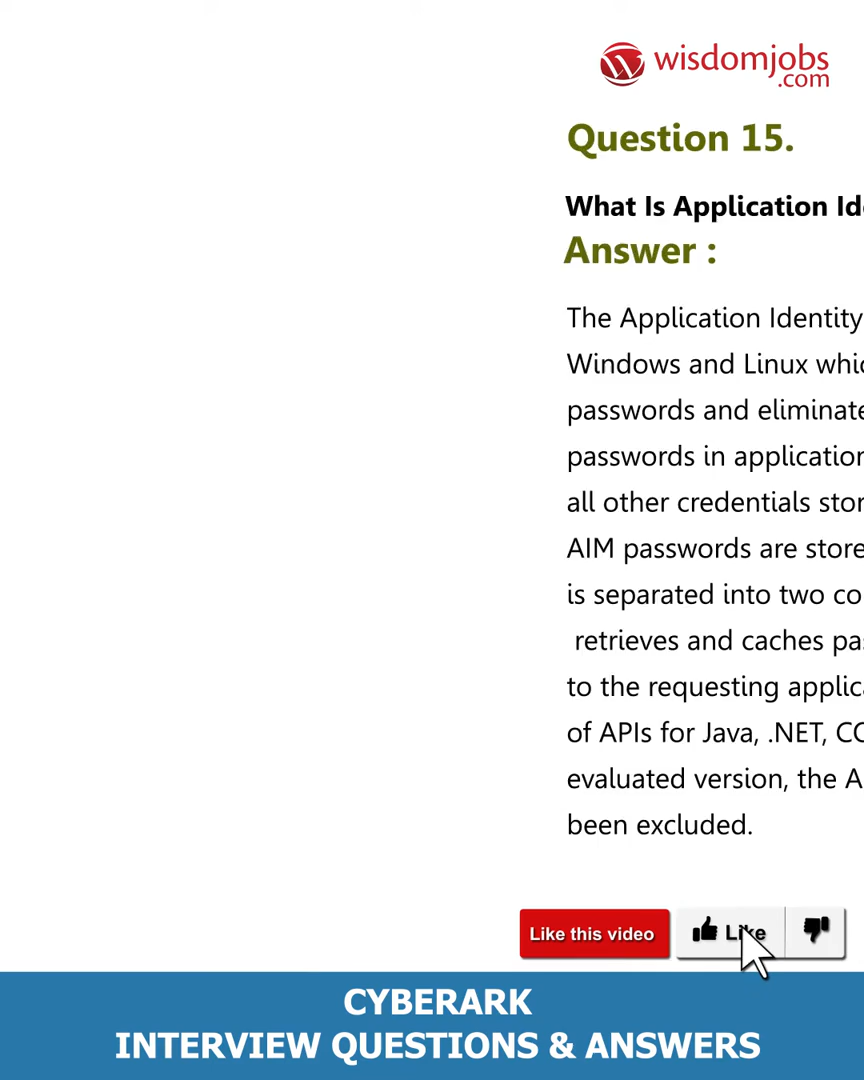 wisdomjobs
.com
Question 15.
What Is Application
Answer :
The Application Identity
Windows and Linux
passwords and
passwords in
all other credentials
AIM passwords are
is separated into two
retrieves and caches
to the requesting
of APIs for Java, .NET,
evaluated version, the
been excluded.
Like this video
Like
CYBERARK
INTERVIEW QUESTIONS & ANSWERS